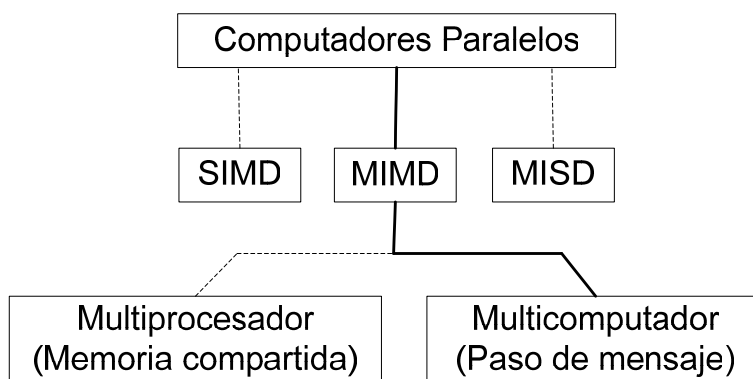 Computadores Paralelos
SIMD
MIMD
MISD
Multiprocesador
(Memoria compartida)
Multicomputador
(Paso de mensaje)